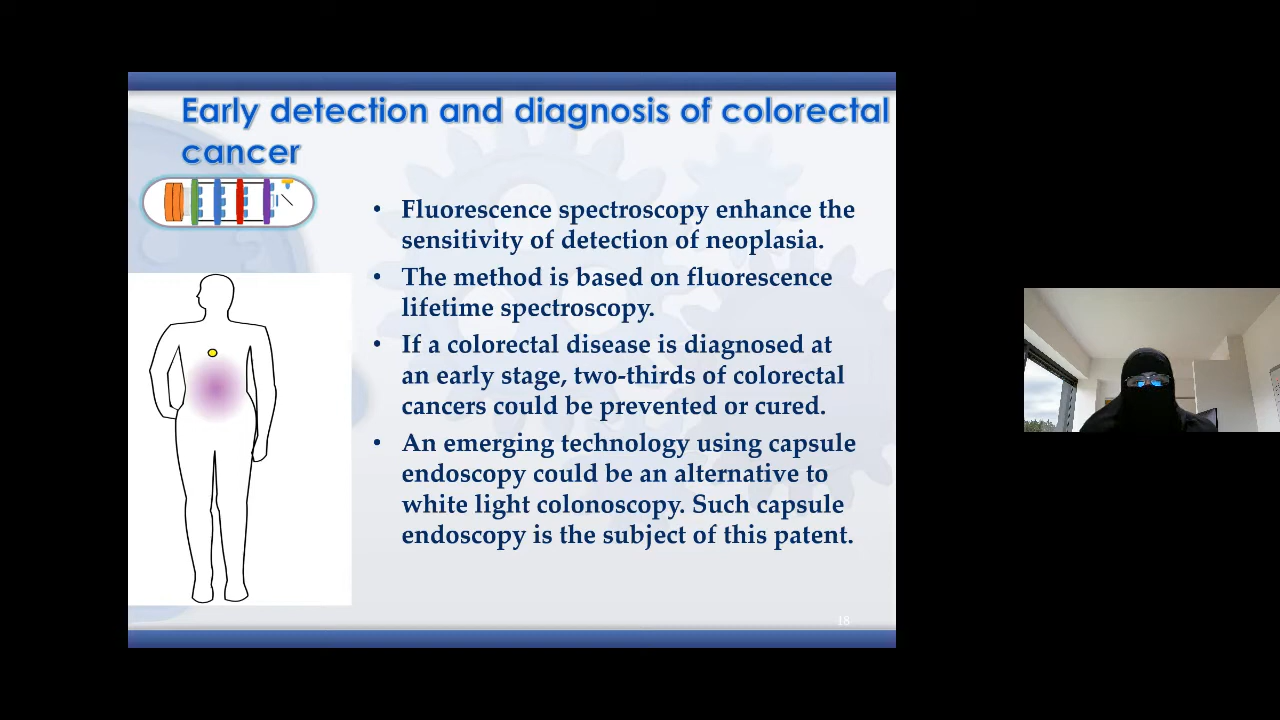 Early detection and diagnosis of colorectal
cancer
• Fluorescence spectroscopy enhance the
sensitivity of detection of neoplasia.
• The method is based on fluorescence
lifetime spectroscopy.
• If a colorectal disease is diagnosed at
an early stage, two-thirds of colorectal
cancers could be prevented or cured.
• An emerging technology using capsule
endoscopy could be an alternative to
white light colonoscopy. Such capsule
endoscopy is the subject of this patent.
18